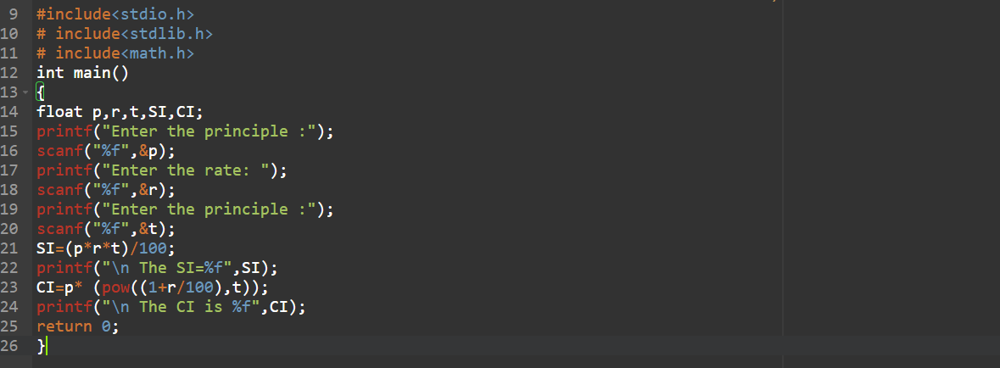 9 #include<stdio.h>
10 # include<stdlib.h>
11 # include<math.h>
12 int main()
13 {
14 float p,r,t,SI,CI;
15 printf("Enter the principle :");
16 scanf("%f",&p);
17 printf("Enter the rate: ");
18 scanf("%f",&r);
19 printf("Enter the principle :");
20 scanf("%f",&t);
21 SI=(p*r*t)/100;
22 printf("\n The SI=%f",SI);
23 CI=p* (pow((1+r/100),t));
24 printf("\n The CI is %f",CI);
25 return 0;
26 }